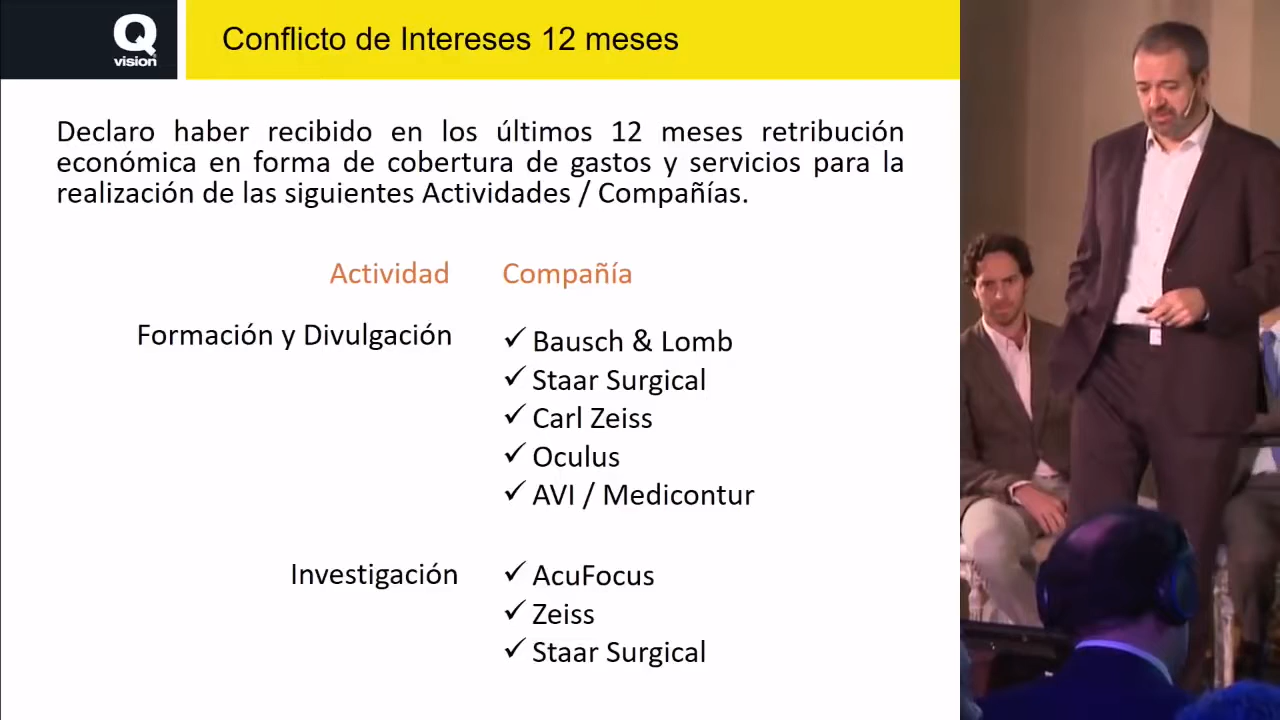 Q
vision
Conflicto de Intereses 12 meses
Declaro haber recibido en los últimos 12 meses retribución
económica en forma de cobertura de gastos y servicios para la
realización de las siguientes Actividades / Compañías.
Actividad Compañía
Formación y Divulgación ✓ Bausch & Lomb
✓ Staar Surgical
✓ Carl Zeiss
✓ Oculus
✓ AVI / Medicontur
Investigación ✓ AcuFocus
✓ Zeiss
✓ Staar Surgical